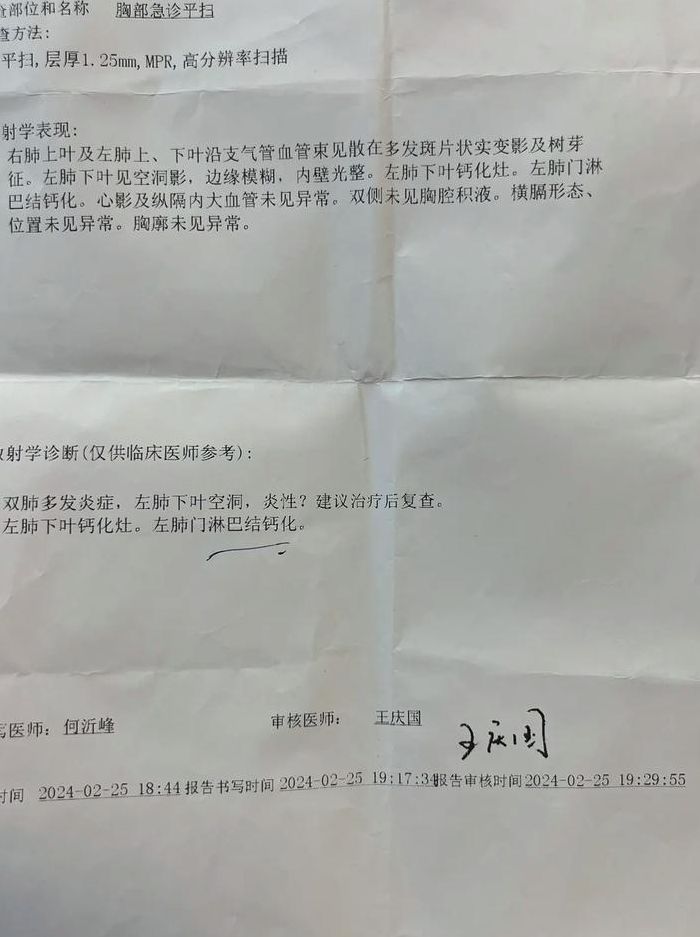 部位和名称 胸部急诊平扫
查方法:
平扫,层厚1.25mm,MPR,高分辨率扫描
射学表现:
右肺上叶及左肺上、下叶沿支气管血管束见散在多发斑片状实变影及树芽
征。左肺下叶见空洞影，边缘模糊，内壁光整。左肺下叶钙化灶。左肺门淋
巴结钙化。心影及纵隔内大血管未见异常。双侧未见胸腔积液。横膈形态、
位置未见异常。胸廓未见异常。
射学诊断(仅供临床医师参考):
双肺多发炎症，左肺下叶空洞，炎性？建议治疗后复查。
左肺下叶钙化灶。左肺门淋巴结钙化。
医师: 何沂峰 审核医师: 王庆国 王庆国
时间 2024-02-25 18:44 报告书写时间 2024-02-25 19:17:34 报告审核时间 2024-02-25 19:29:55